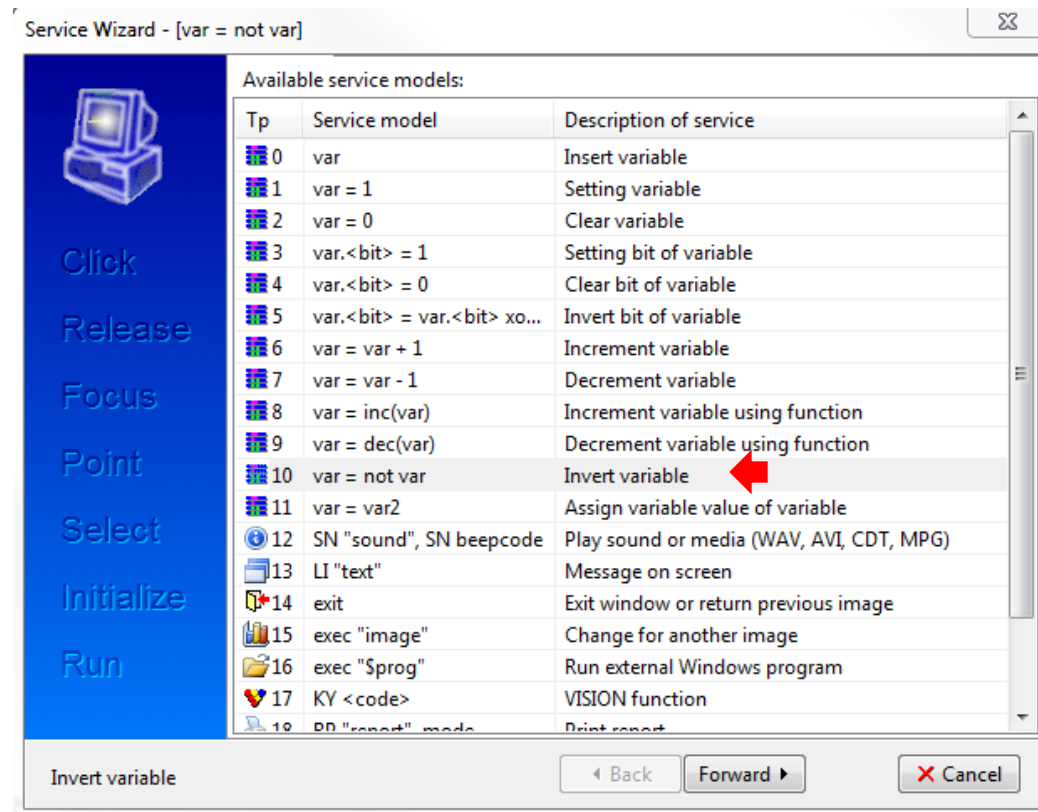 Service Wizard - [var = not var]
Available service models:
Tp Service model Description of service
0 var Insert variable
1 var = 1 Setting variable
2 var = 0 Clear variable
3 var.<bit> = 1 Setting bit of variable
4 var.<bit> = 0 Clear bit of variable
5 var.<bit> = var.<bit> xo... Invert bit of variable
6 var = var + 1 Increment variable
7 var = var - 1 Decrement variable
8 var = inc(var) Increment variable using function
9 var = dec(var) Decrement variable using function
10 var = not var Invert variable
11 var = var2 Assign variable value of variable
12 SN "sound", SN beepcode Play sound or media (WAV, AVI, CDT, MPG)
13 LI "text" Message on screen
14 exit Exit window or return previous image
15 exec "image" Change for another image
16 exec "$prog" Run external Windows program
17 KY <code> VISION function
18 RP "report", mode Print report
Click
Release
Focus
Point
Select
Initialize
Run
Invert variable
Back Forward Cancel